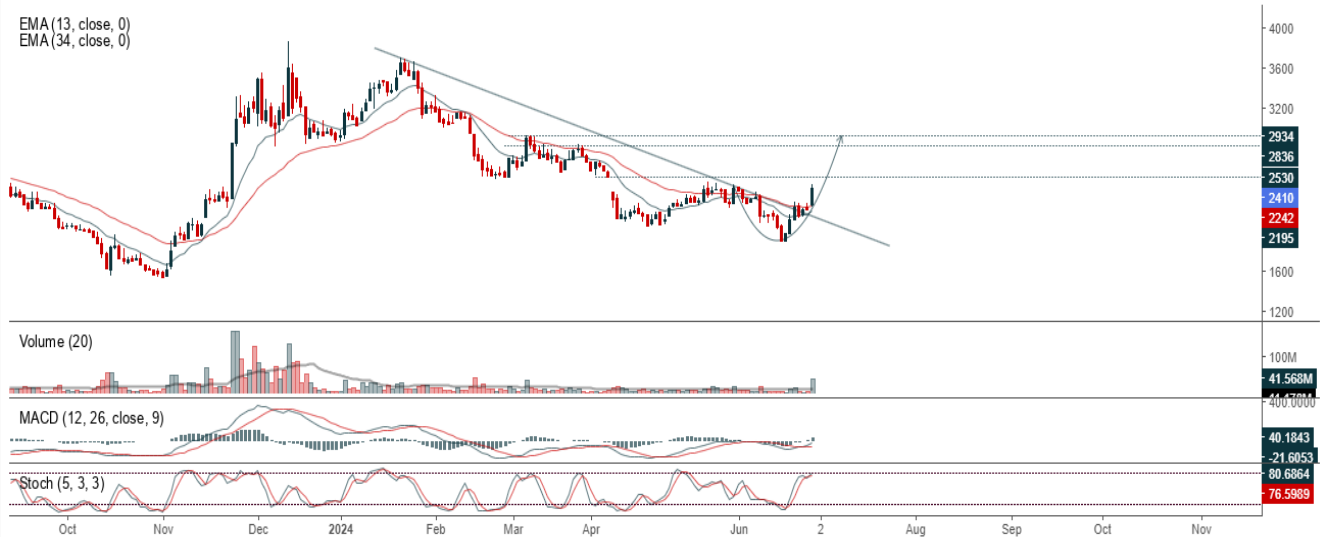 EMA (13, close, 0)
EMA (34, close, 0)
4000
3600
3200
2934
2836
2530
2410
2242
2195
1600
1200
Volume (20)
100M
41.568M
400.0000
MACD (12, 26, close, 9)
40.1843
-21.6053
80.6864
Stoch (5, 3, 3)
76.5989
Oct Nov Dec 2024 Feb Mar Apr Jun 2 Aug Sep Oct Nov